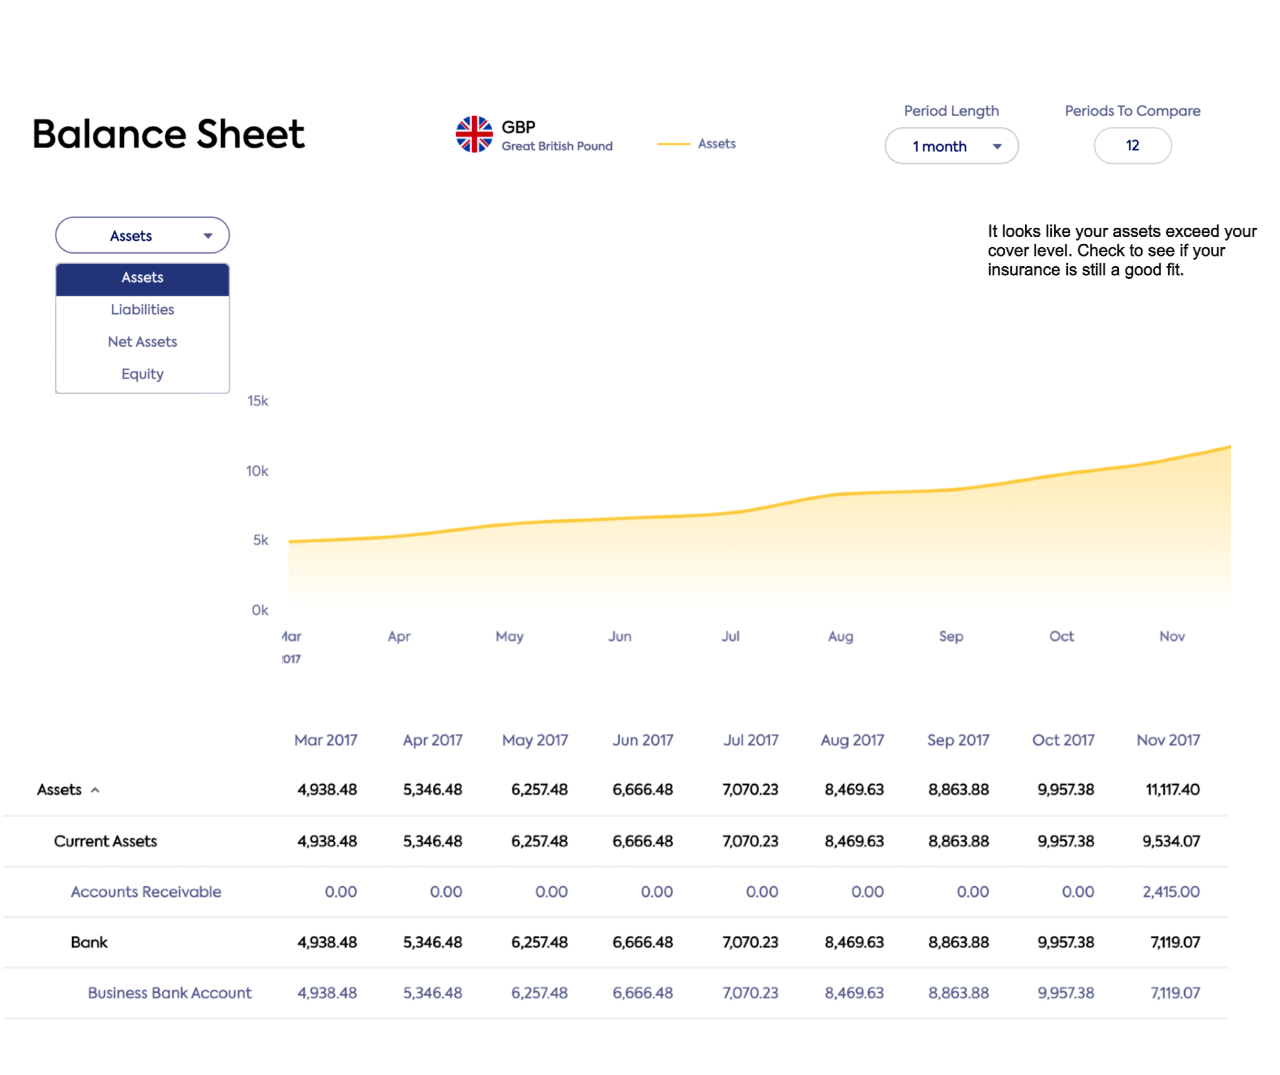 Balance Sheet
GBP
Great British Pound
Assets
Period Length
1 month
Periods To Compare
12
Assets
Assets
Liabilities
Net Assets
Equity
It looks like your assets exceed your
cover level. Check to see if your
insurance is still a good fit.
15k
10k
5k
0k
Apr May Jun Jul Aug Sep Oct Nov
Mar 2017 Apr 2017 May 2017 Jun 2017 Jul 2017 Aug 2017 Sep 2017 Oct 2017 Nov 2017
Assets 4,938.48 5,346.48 6,257.48 6,666.48 7,070.23 8,469.63 8,863.88 9,957.38 11,117.40
Current Assets 4,938.48 5,346.48 6,257.48 6,666.48 7,070.23 8,469.63 8,863.88 9,957.38 9,534.07
Accounts Receivable 0.00 0.00 0.00 0.00 0.00 0.00 0.00 0.00 2,415.00
Bank 4,938.48 5,346.48 6,257.48 6,666.48 7,070.23 8,469.63 8,863.88 9,957.38 7,119.07
Business Bank Account 4,938.48 5,346.48 6,257.48 6,666.48 7,070.23 8,469.63 8,863.88 9,957.38 7,119.07